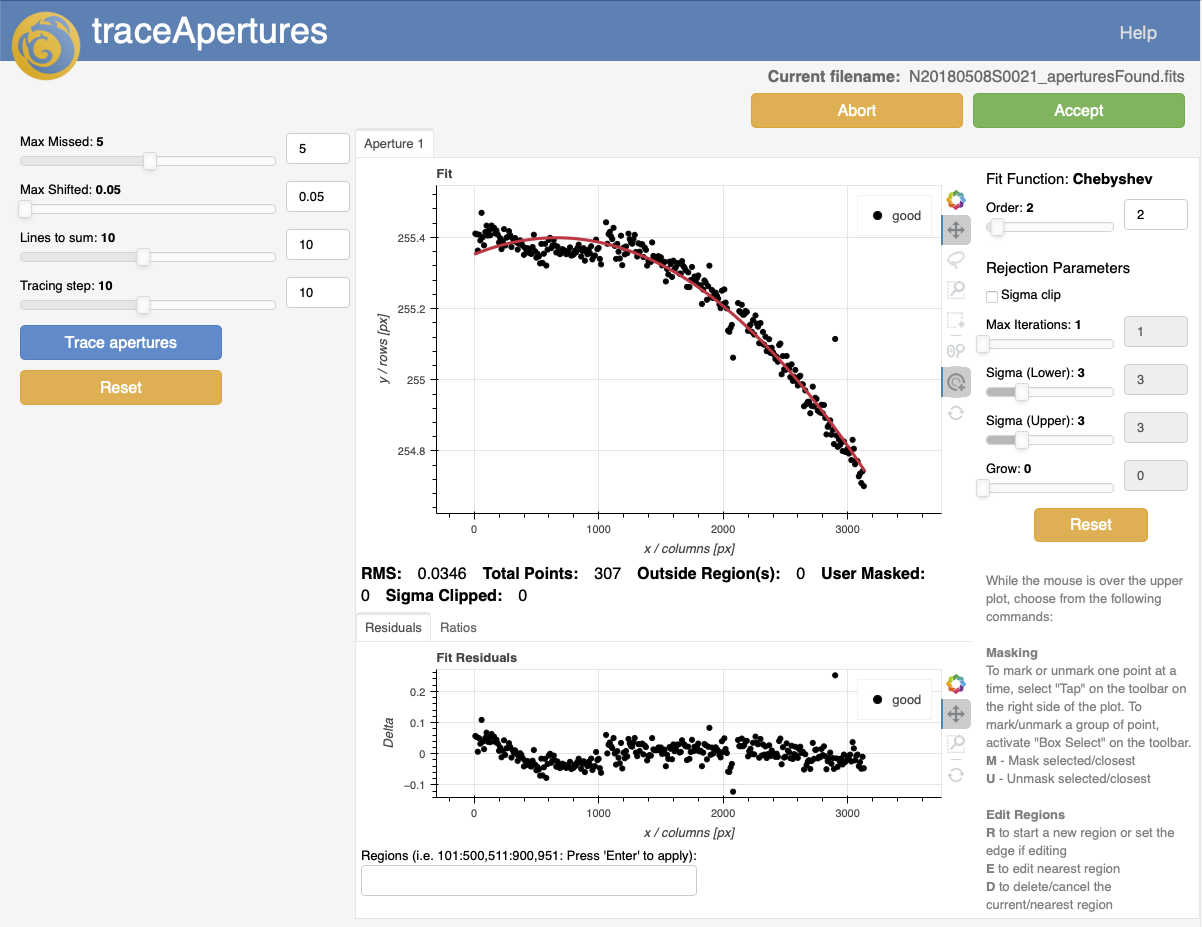 traceApertures
Help
Current filename: N20180508S0021_aperturesFound.fits
Abort
Accept
Max Missed: 5
5
Max Shifted: 0.05
0.05
Lines to sum: 10
10
Tracing step: 10
10
Trace apertures
Reset
Aperture 1
Fit
good
255.4
255.2
255
254.8
y / rows [px]
0
1000
2000
3000
x / columns [px]
RMS: 0.0346 Total Points: 307 Outside Region(s): 0 User Masked:
0 Sigma Clipped: 0
Residuals
Ratios
Fit Residuals
good
0.2
0.1
0
−0.1
Delta
0
1000
2000
3000
x / columns [px]
Regions (i.e. 101:500,511:900,951: Press 'Enter' to apply):
Fit Function: Chebyshev
Order: 2
2
Rejection Parameters
Sigma clip
Max Iterations: 1
1
Sigma (Lower): 3
3
Sigma (Upper): 3
3
Grow: 0
0
Reset
While the mouse is over the upper
plot, choose from the following
commands:
Masking
To mark or unmark one point at a
time, select "Tap" on the toolbar on
the right side of the plot. To
mark/unmark a group of point,
activate "Box Select" on the toolbar.
M - Mask selected/closest
U - Unmask selected/closest
Edit Regions
R to start a new region or set the
edge if editing
E to edit nearest region
D to delete/cancel the
current/nearest region